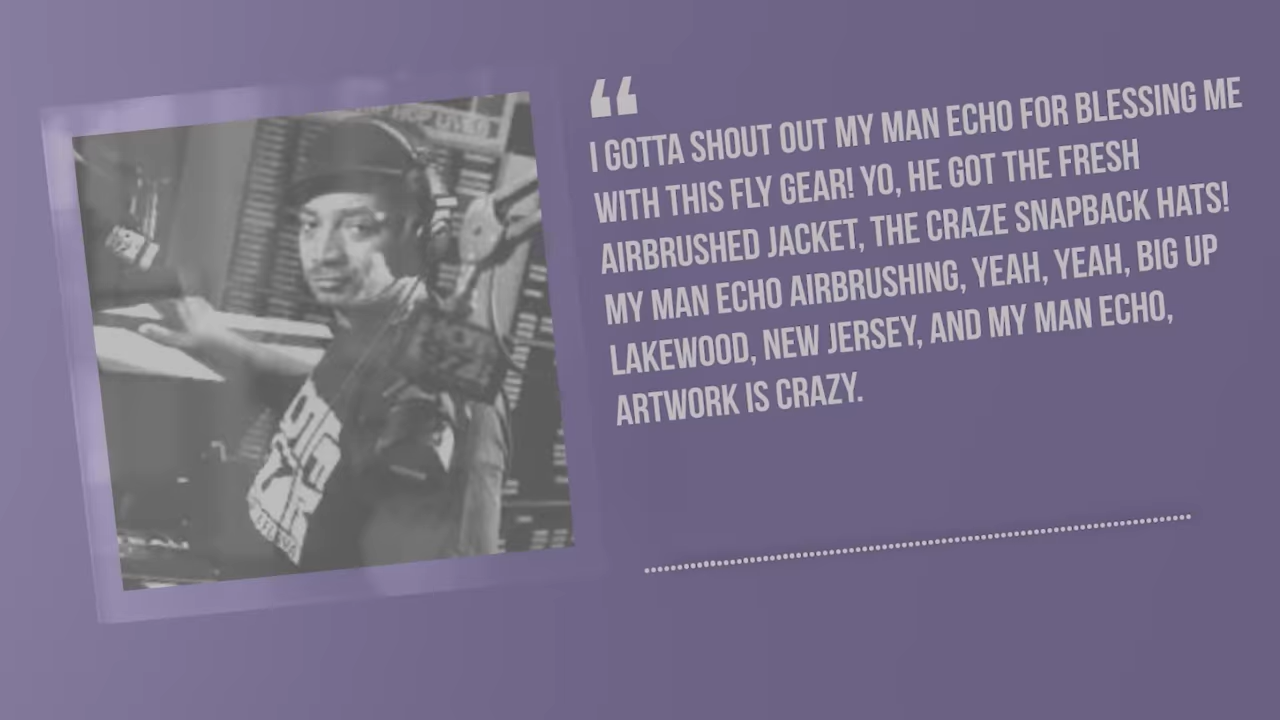 “
I GOTTA SHOUT OUT MY MAN ECHO FOR BLESSING ME
WITH THIS FLY GEAR! YO, HE GOT THE FRESH
AIRBRUSHED JACKET, THE CRAZE SNAPBACK HATS!
MY MAN ECHO AIRBRUSHING, YEAH, YEAH, BIG UP
LAKEWOOD, NEW JERSEY, AND MY MAN ECHO,
ARTWORK IS CRAZY.
HOP LIVES